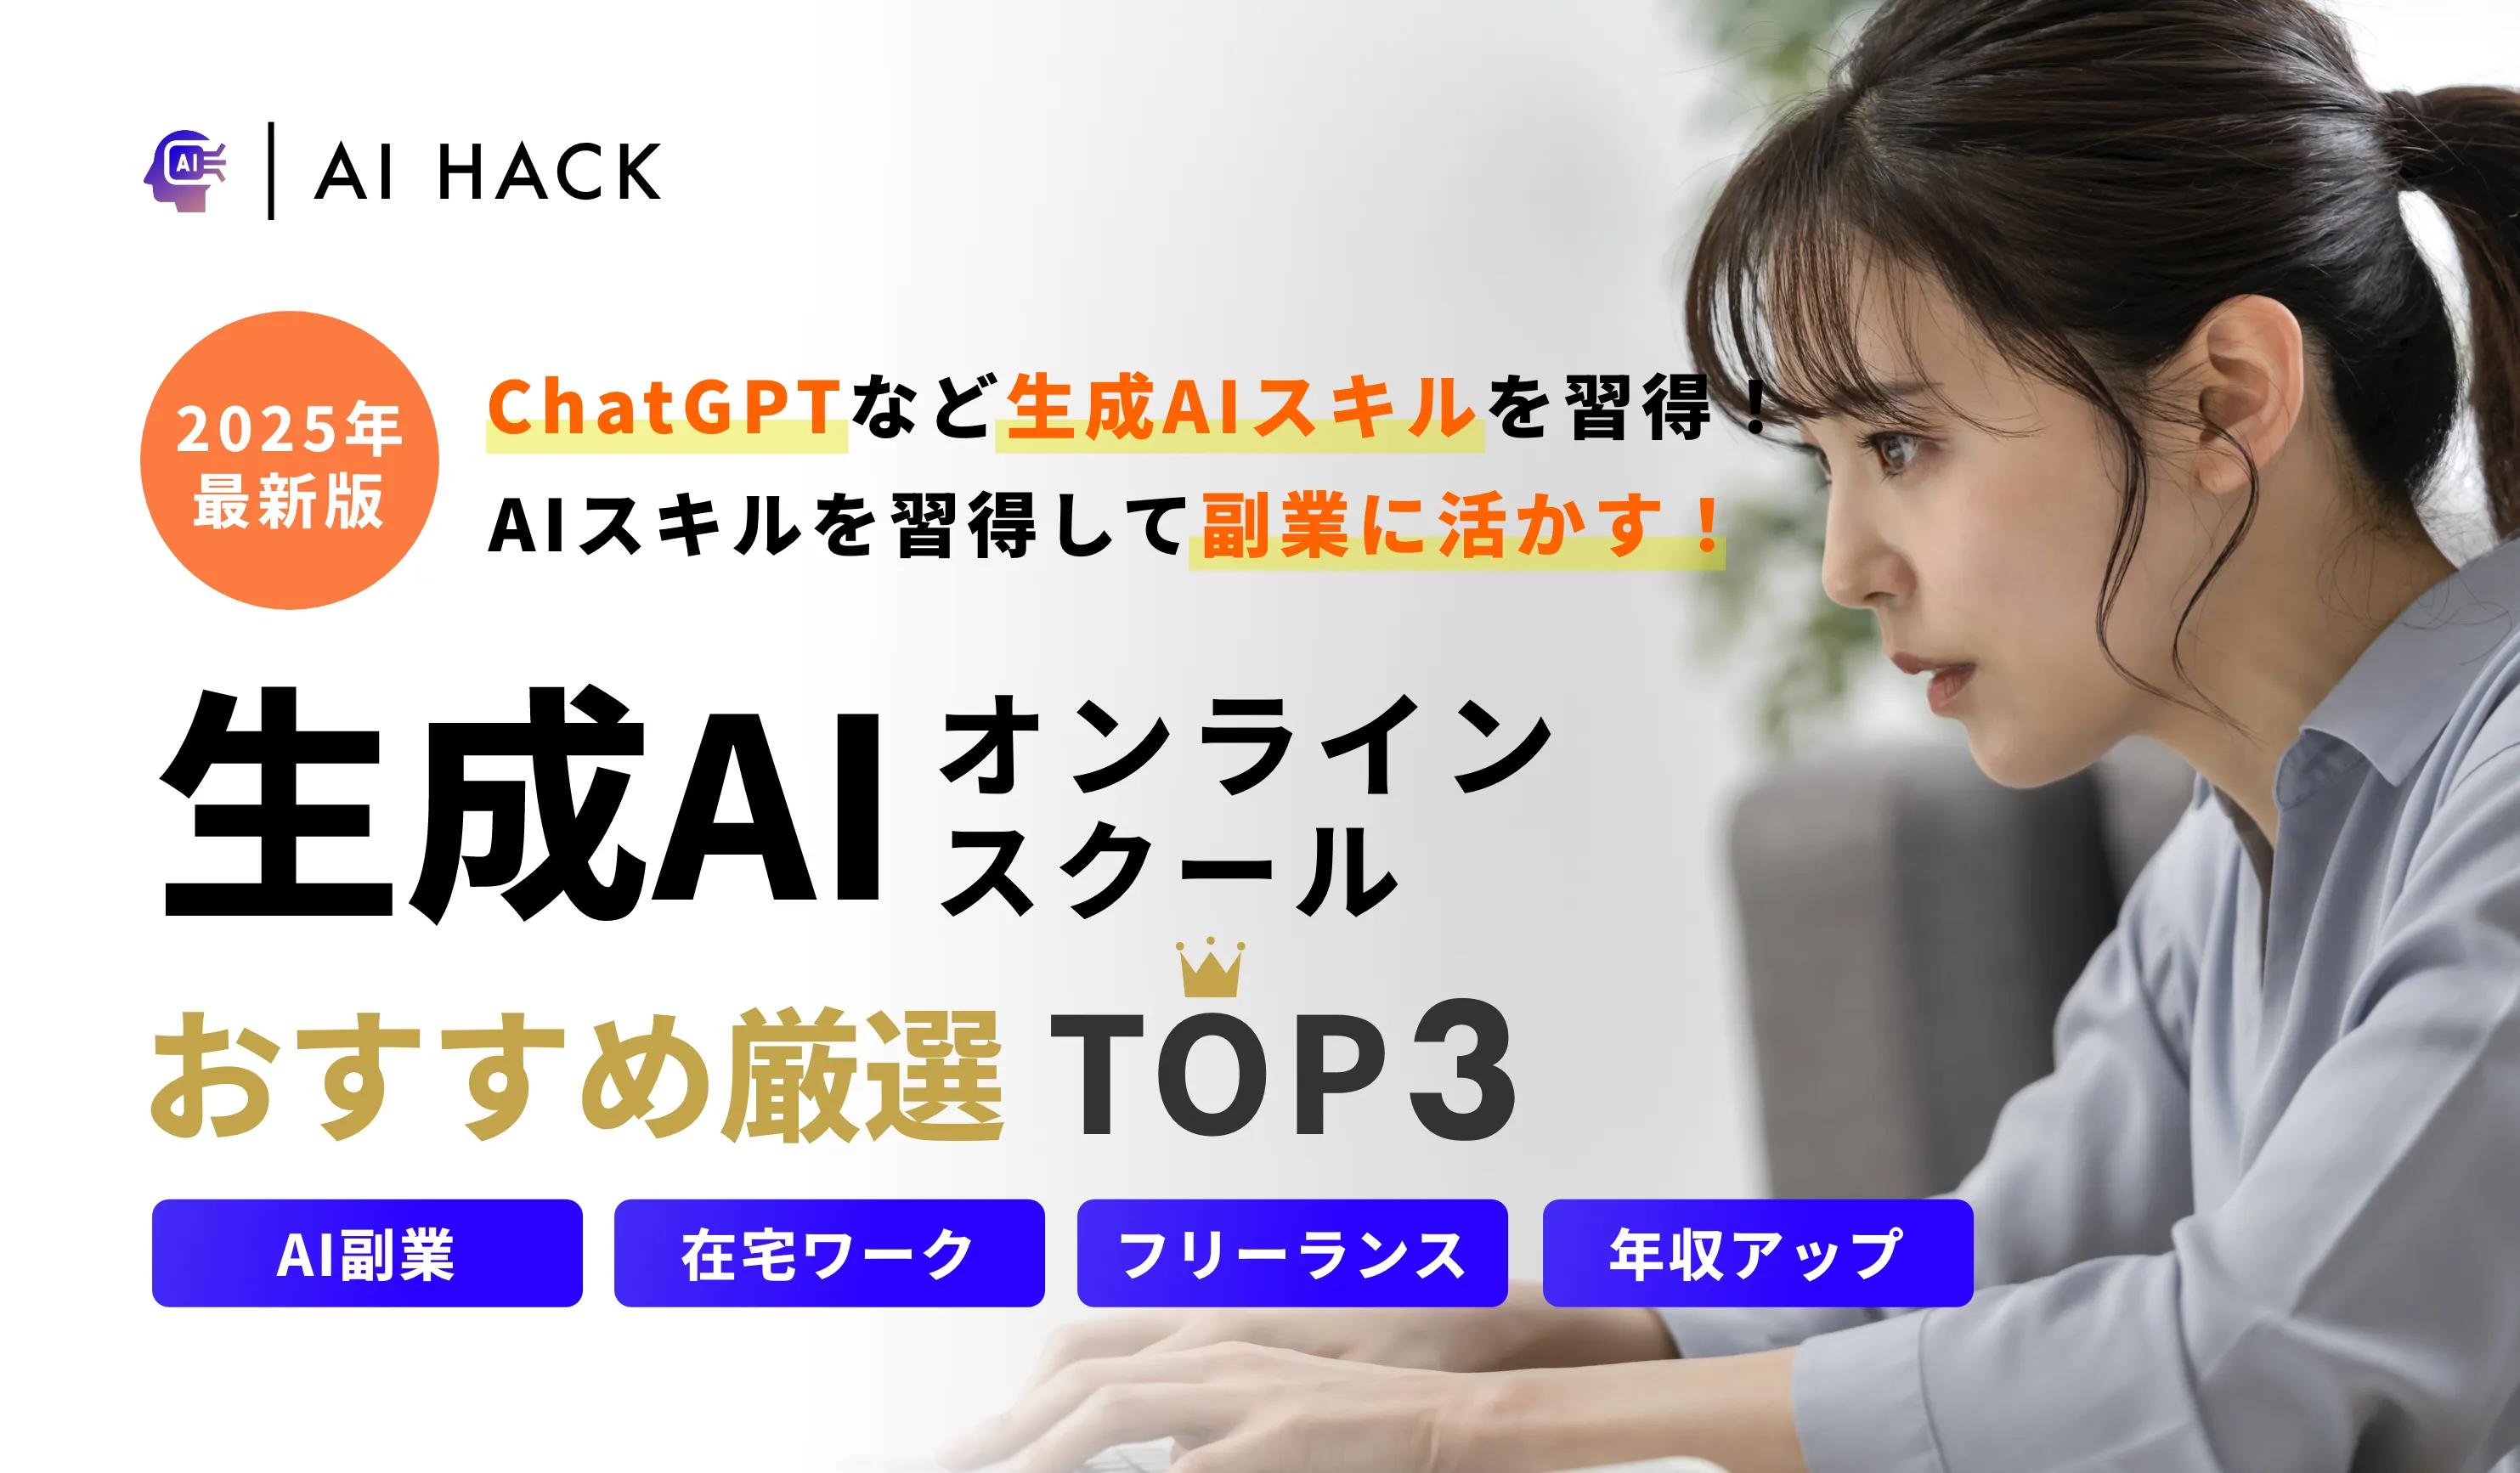 AI
AI HACK
2025年
最新版
ChatGPTなど生成AIスキルを習得！
AIスキルを習得して副業に活かす！
生成AI
オンライン
スクール
おすすめ厳選 TOP3
AI副業
在宅ワーク
フリーランス
年収アップ